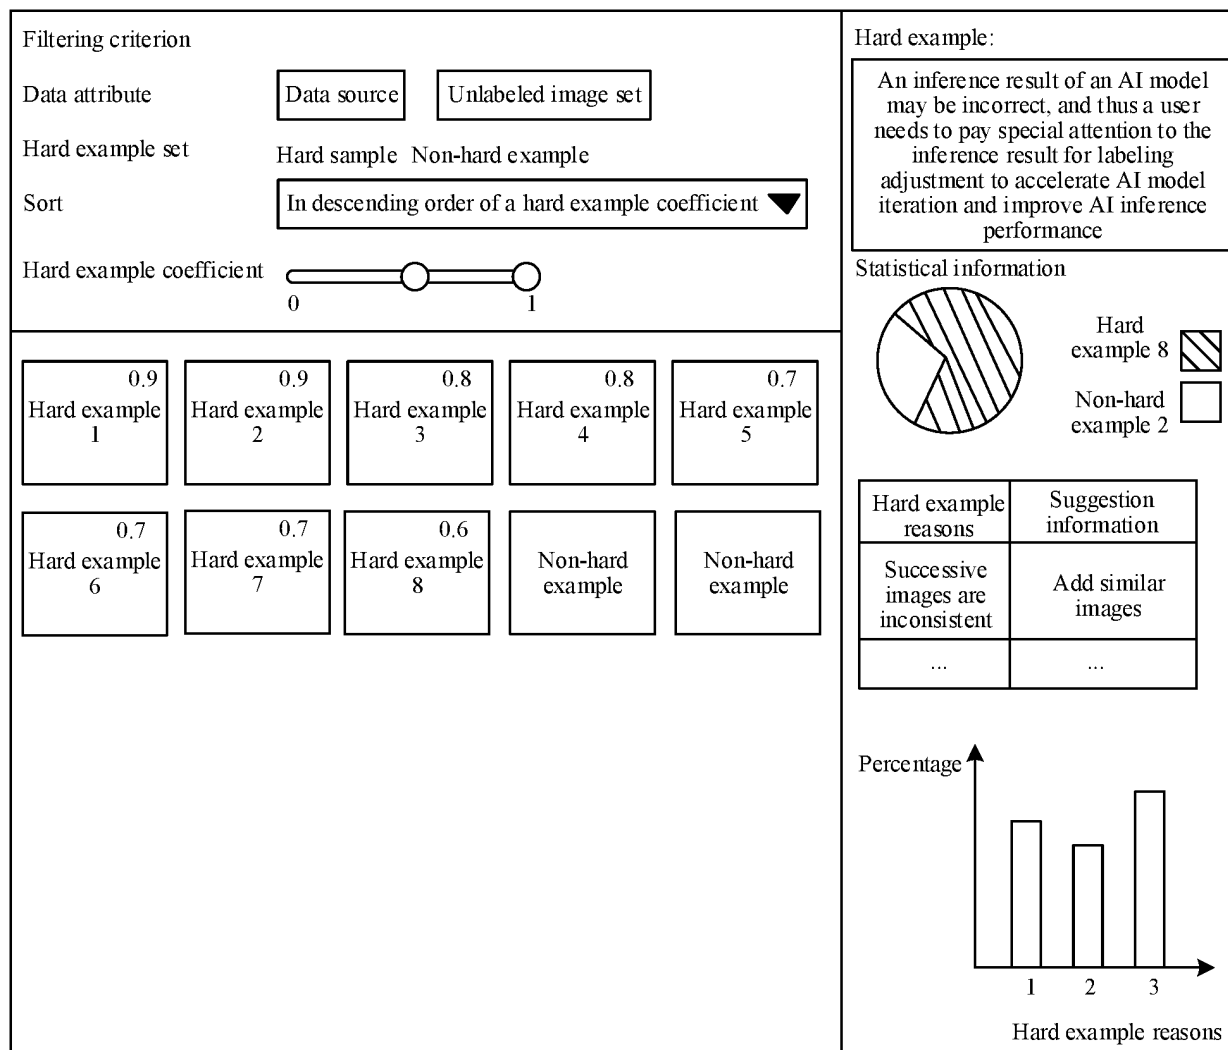 Filtering criterion
Data attribute
Data source
Unlabeled image set
Hard example set
Hard sample Non-hard example
Sort
In descending order of a hard example coefficient
Hard example coefficient
0
1
0.9
Hard example
1
0.9
Hard example
2
0.8
Hard example
3
0.8
Hard example
4
0.7
Hard example
5
0.7
Hard example
6
0.7
Hard example
7
0.6
Hard example
8
Non-hard
example
Non-hard
example
Hard example:
An inference result of an AI model
may be incorrect, and thus a user
needs to pay special attention to the
inference result for labeling
adjustment to accelerate AI model
iteration and improve AI inference
performance
Statistical information
Hard
example 8
Non-hard
example 2
Hard example
reasons
Suggestion
information
Successive
images are
inconsistent
Add similar
images
...
...
Percentage
1
2
3
Hard example reasons